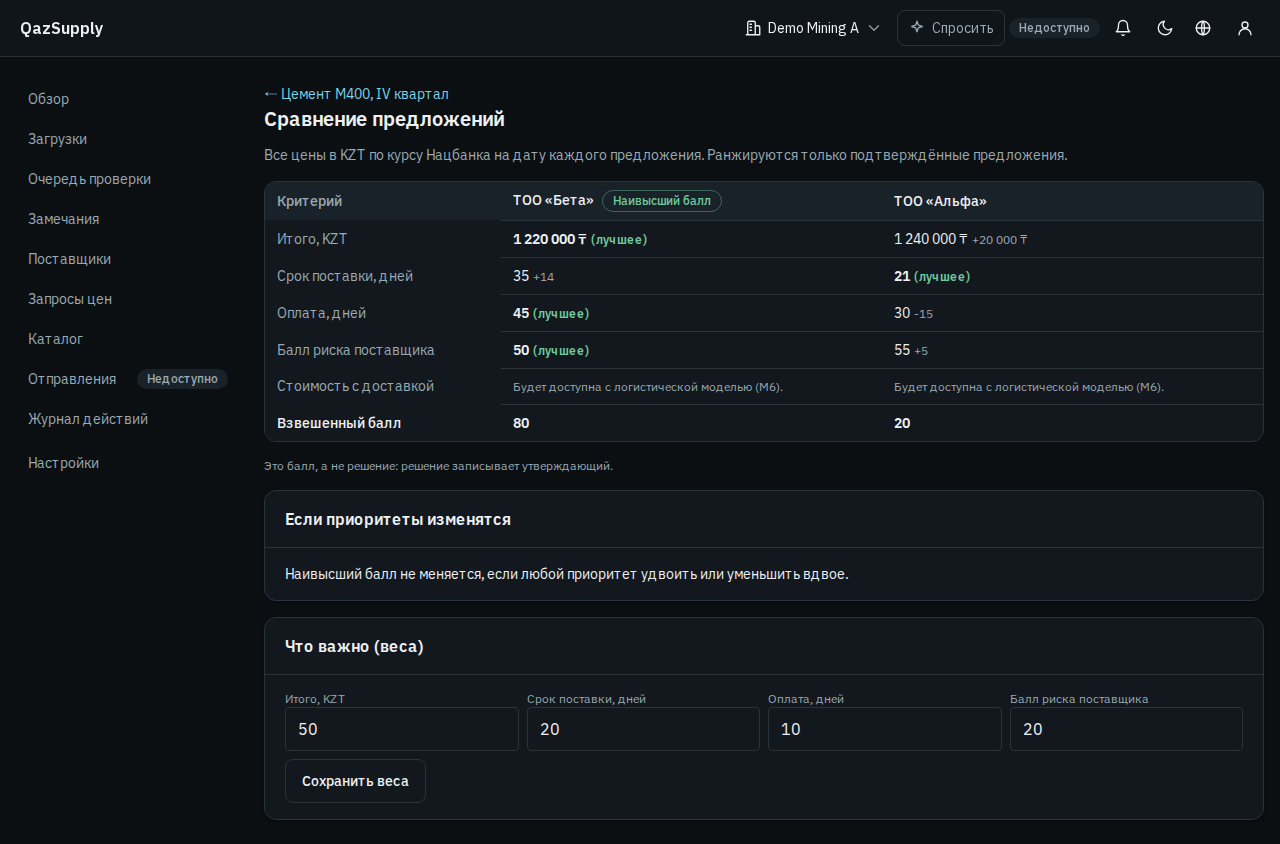 QazSupply
Demo Mining A
Спросить
Недоступно
Обзор
Загрузки
Очередь проверки
Замечания
Поставщики
Запросы цен
Каталог
Отправления Недоступно
Журнал действий
Настройки
← Цемент М400, IV квартал
Сравнение предложений
Все цены в KZT по курсу Нацбанка на дату каждого предложения. Ранжируются только подтверждённые предложения.
Критерий ТОО «Бета» Наивысший балл ТОО «Альфа»
Итого, KZT 1 220 000 ₸ (лучшее) 1 240 000 ₸ +20 000 ₸
Срок поставки, дней 35 +14 21 (лучшее)
Оплата, дней 45 (лучшее) 30 -15
Балл риска поставщика 50 (лучшее) 55 +5
Стоимость с доставкой Будет доступна с логистической моделью (M6). Будет доступна с логистической моделью (M6).
Взвешенный балл 80 20
Это балл, а не решение: решение записывает утверждающий.
Если приоритеты изменятся
Наивысший балл не меняется, если любой приоритет удвоить или уменьшить вдвое.
Что важно (веса)
Итого, KZT Срок поставки, дней Оплата, дней Балл риска поставщика
50 20 10 20
Сохранить веса